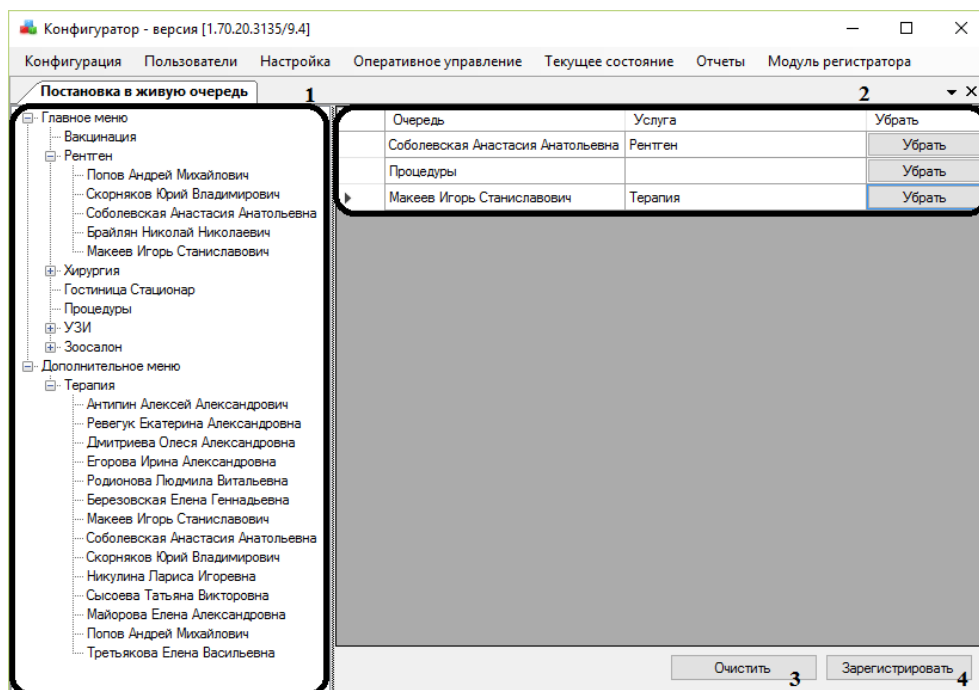 Конфигуратор - версия [1.70.20.3135/9.4]
Конфигурация Пользователи Настройка Оперативное управление Текущее состояние Отчеты Модуль регистратора
Постановка в живую очередь 1 2
Главное меню
Вакцинация
Рентген
Попов Андрей Михайлович
Скорняков Юрий Владимирович
Соболевская Анастасия Анатольевна
Брайлян Николай Николаевич
Макеев Игорь Станиславович
Хирургия
Гостиница Стационар
Процедуры
УЗИ
Зоосалон
Дополнительное меню
Терапия
Антипин Алексей Александрович
Ревегук Екатерина Александровна
Дмитриева Олеся Александровна
Егорова Ирина Александровна
Родионова Людмила Витальевна
Березовская Елена Геннадьевна
Макеев Игорь Станиславович
Соболевская Анастасия Анатольевна
Скорняков Юрий Владимирович
Никулина Лариса Игоревна
Сысоева Татьяна Викторовна
Майорова Елена Александровна
Попов Андрей Михайлович
Третьякова Елена Васильевна
Очередь Услуга Убрать
Соболевская Анастасия Анатольевна Рентген Убрать
Процедуры Убрать
Макеев Игорь Станиславович Терапия Убрать
Очистить 3 Зарегистрировать 4